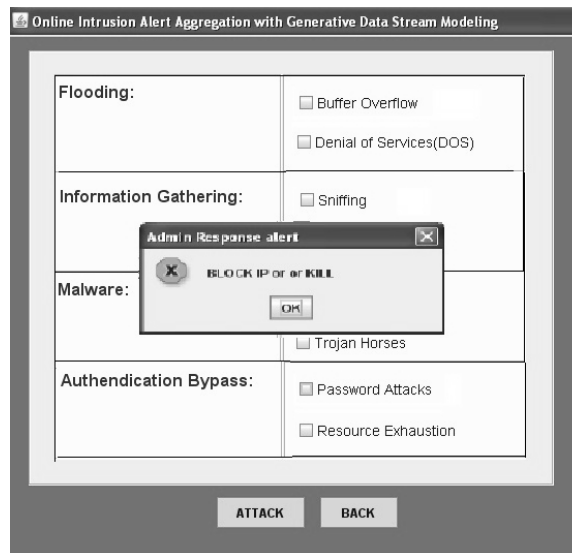 Online Intrusion Alert Aggregation with Generative Data Stream Modeling
Flooding:
Buffer Overflow
Denial of Services(DOS)
Information Gathering:
Sniffing
Admin Response alert
BLOCK IP or or KILL
OK
Malware:
Trojan Horses
Authendication Bypass:
Password Attacks
Resource Exhaustion
ATTACK
BACK